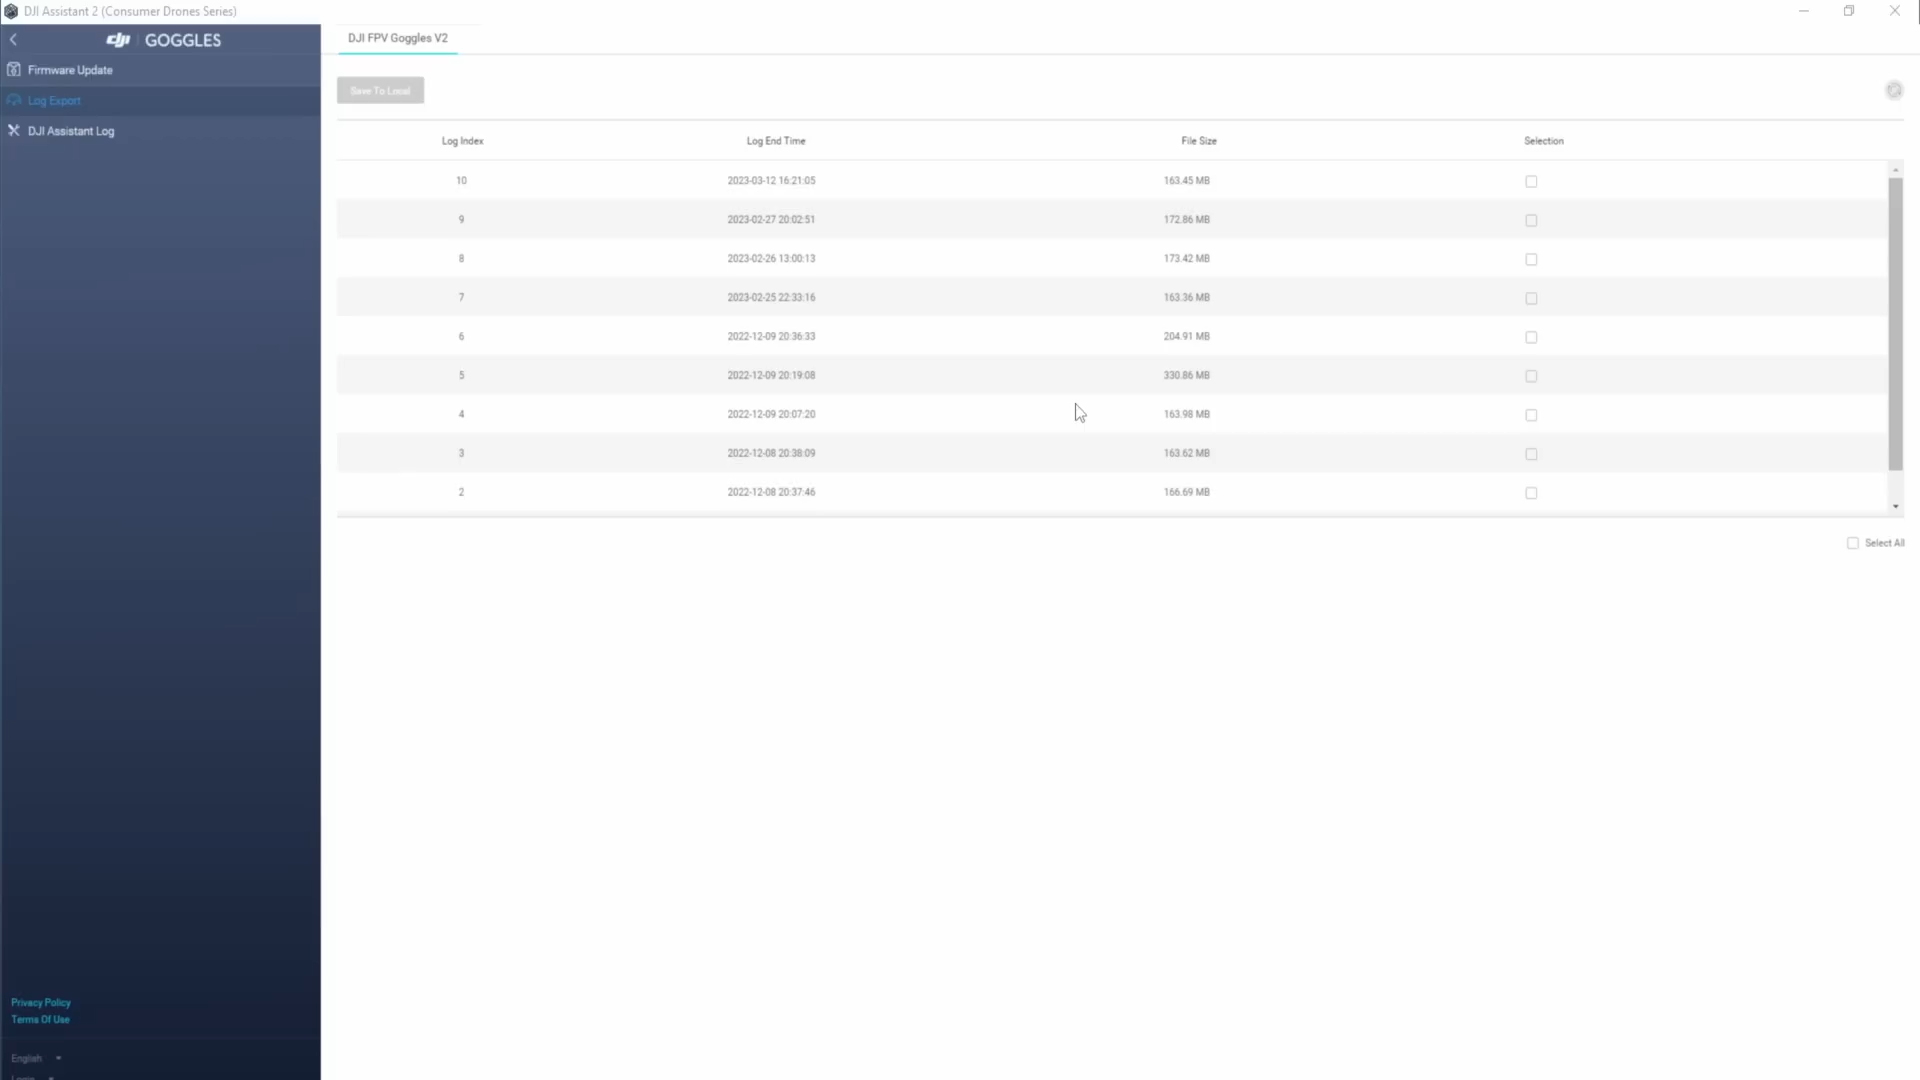 DJI Assistant 2 (Consumer Drones Series)
dji GOGGLES
Firmware Update
Log Export
DJI Assistant Log
Privacy Policy
Terms Of Use
English
DJI FPV Goggles V2
Save To Local
Log Index Log End Time File Size Selection
10 2023-03-12 16:21:05 163.45 MB
9 2023-02-27 20:02:51 172.86 MB
8 2023-02-26 13:00:13 173.42 MB
7 2023-02-25 22:33:16 163.36 MB
6 2022-12-09 20:36:33 204.91 MB
5 2022-12-09 20:19:08 330.86 MB
4 2022-12-09 20:07:20 163.98 MB
3 2022-12-08 20:38:09 163.62 MB
2 2022-12-08 20:37:46 166.69 MB
Select All